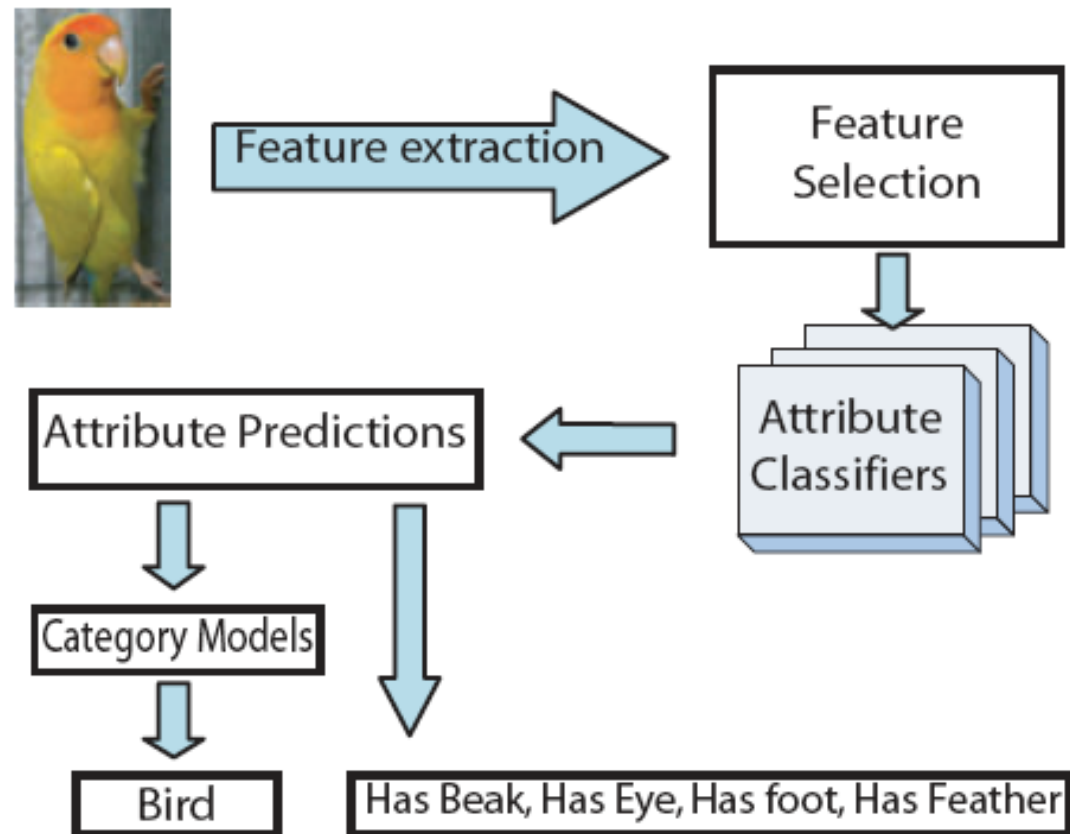 Feature extraction
Feature
Selection
Attribute
Classifiers
Attribute Predictions
Category Models
Bird
Has Beak, Has Eye, Has foot, Has Feather